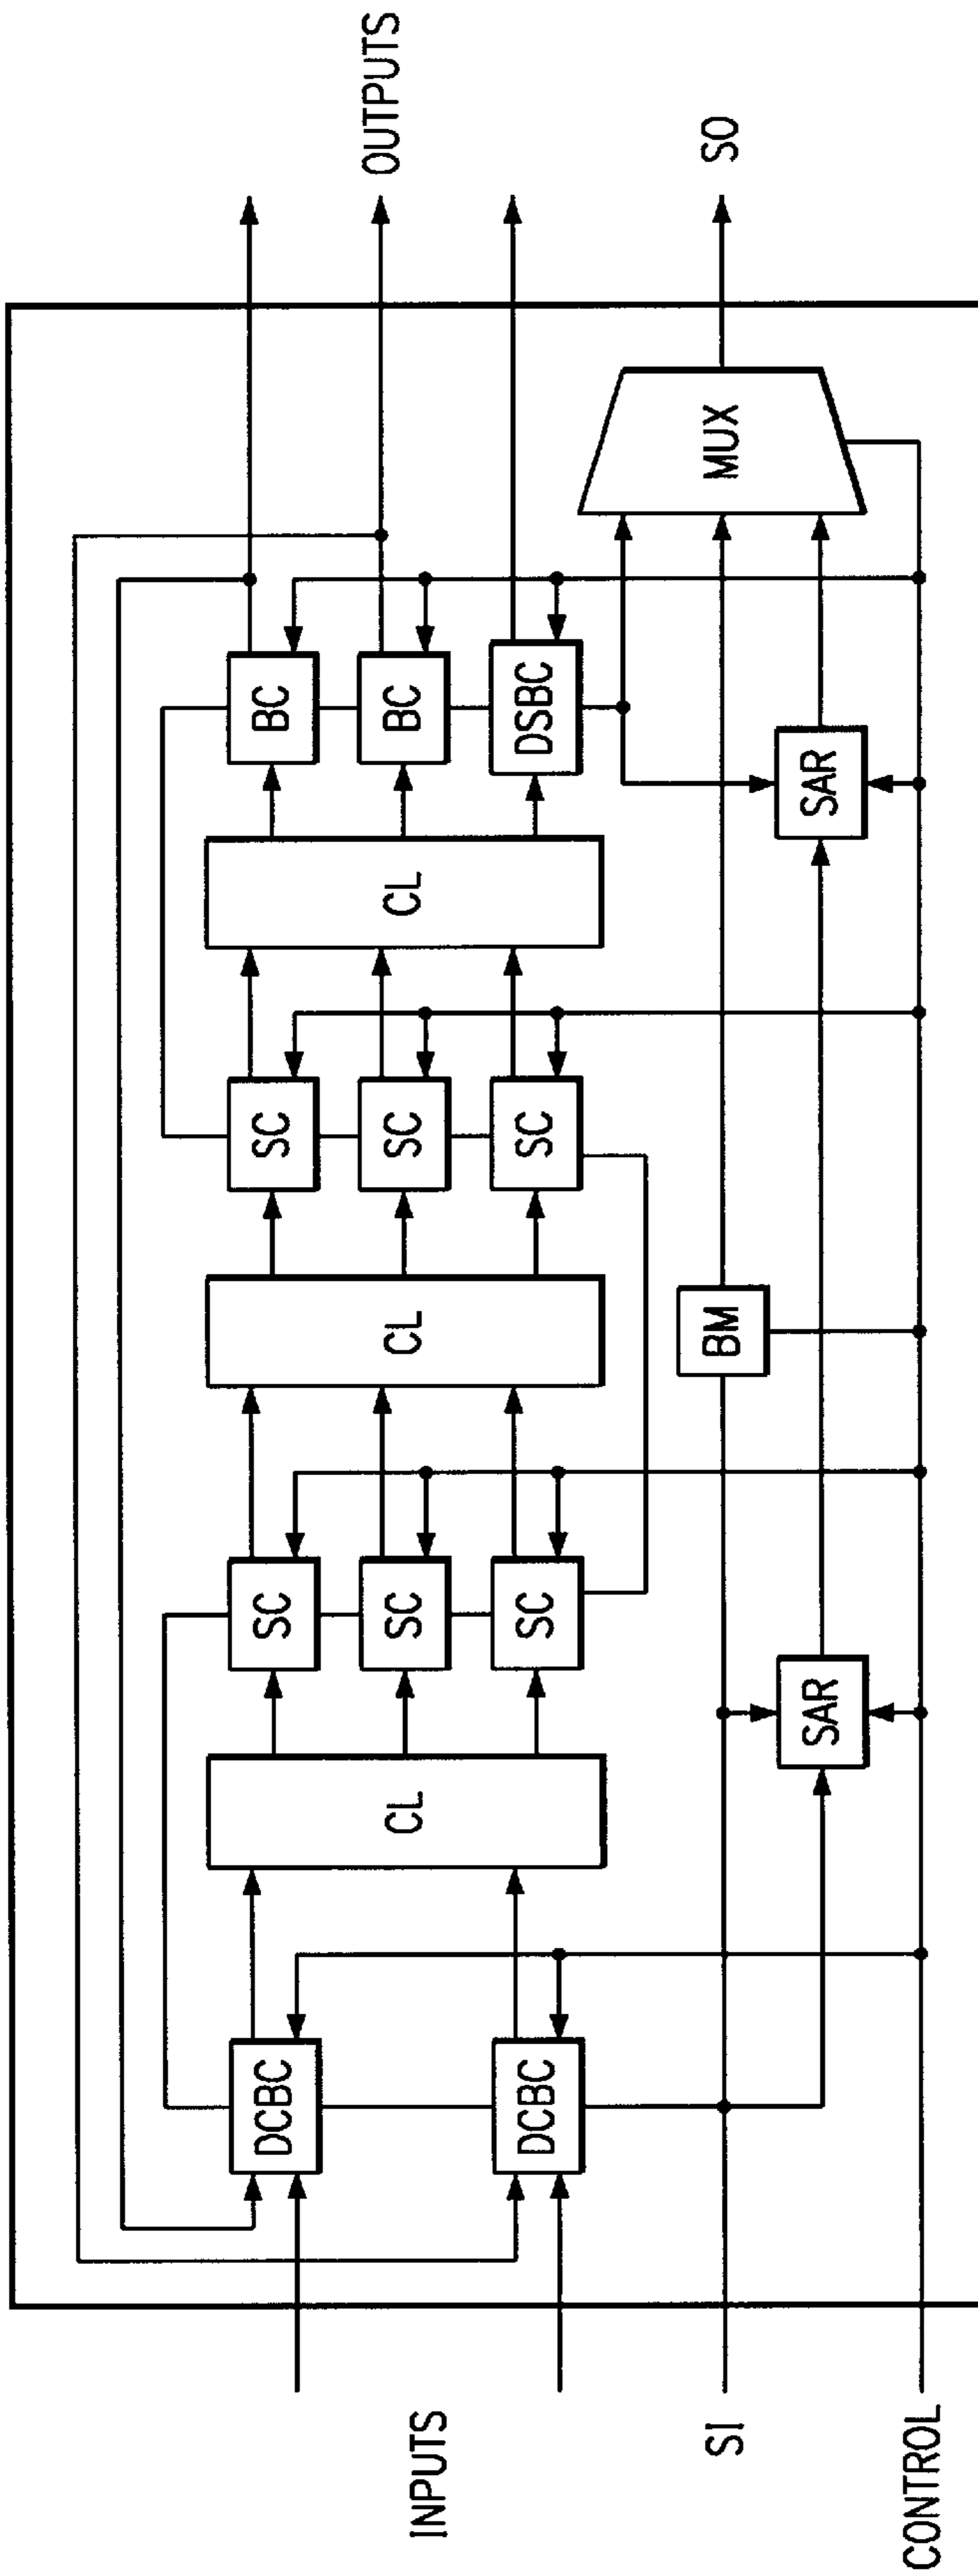 INPUTS
SI
CONTROL
DCBC
DCBC
CL
SC
SC
SC
SAR
CL
BM
SC
SC
SC
CL
BC
BC
DSBC
SAR
MUX
OUTPUTS
SO